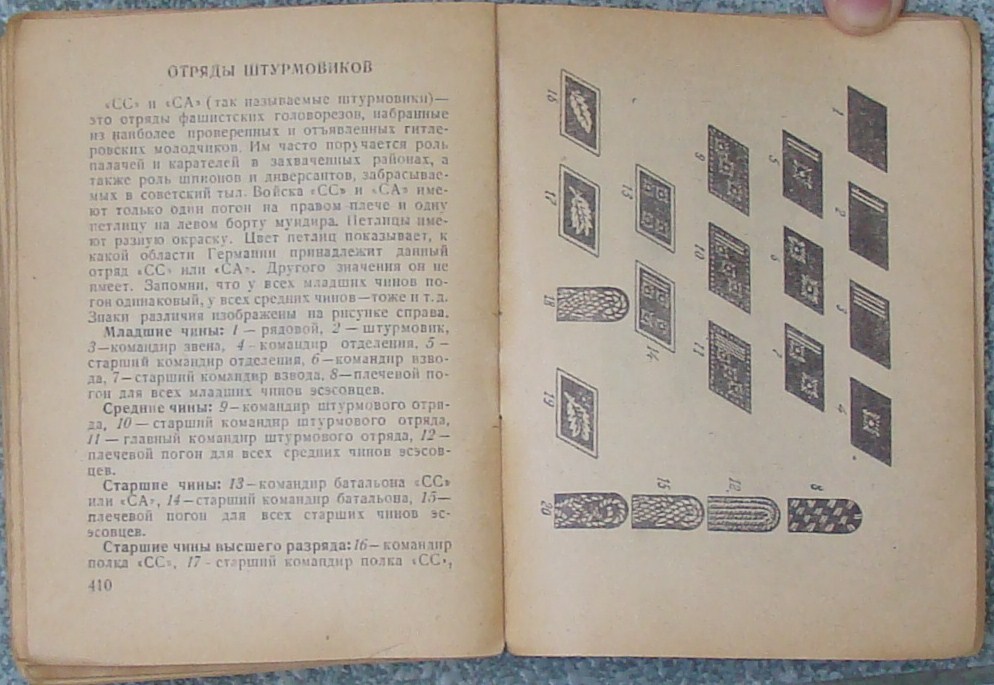 ОТРЯДЫ ШТУРМОВИКОВ
«СС» и «СА» (так называемые штурмовики)—
это отряды фашистских головорезов, набранные
из наиболее проверенных и отъявленных гитле-
ровских молодчиков. Им часто поручается роль
палачей и карателей в захваченных районах, а
также роль шпионов и диверсантов, забрасывае-
мых в советский тыл. Войска «СС» и «СА» име-
ют только один погон на правом плече и одну
петлицу на левом борту мундира. Петлицы име-
ют разную окраску. Цвет петлиц показывает, к
какой области Германии принадлежит данный
отряд «СС» или «СА». Другого значения он не
имеет. Запомни, что у всех младших чинов по-
гон одинаковый, у всех средних чинов—тоже и т.д.
Знаки различия изображены на рисунке справа.
Младшие чины: 1 — рядовой, 2 — штурмовик,
3—командир звена, 4—командир отделения, 5—
старший командир отделения, 6—командир взво-
да, 7—старший командир взвода, 8—плечевой по-
гон для всех младших чинов эсэсовцев.
Средние чины: 9—командир штурмового отря-
да, 10—старший командир штурмового отряда,
11—главный командир штурмового отряда, 12—
плечевой погон для всех средних чинов эсэсов-
цев.
Старшие чины: 13—командир батальона «СС»
или «СА», 14—старший командир батальона, 15—
плечевой погон для всех старших чинов эс-
эсовцев.
Старшие чины высшего разряда: 16—командир
полка «СС», 17-старший командир полка «СС»,
410
1
2
3
4
5
6
7
8
9
10
11
12
13
14
15
16
17
18
19
20